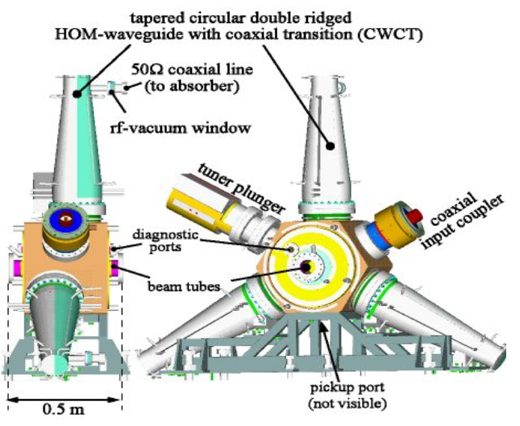 tapered circular double ridged
HOM-waveguide with coaxial transition (CWCT)
50Ω coaxial line
(to absorber)
rf-vacuum window
tuner plunger
coaxial
input coupler
diagnostic
ports
beam tubes
pickup port
(not visible)
0.5 m